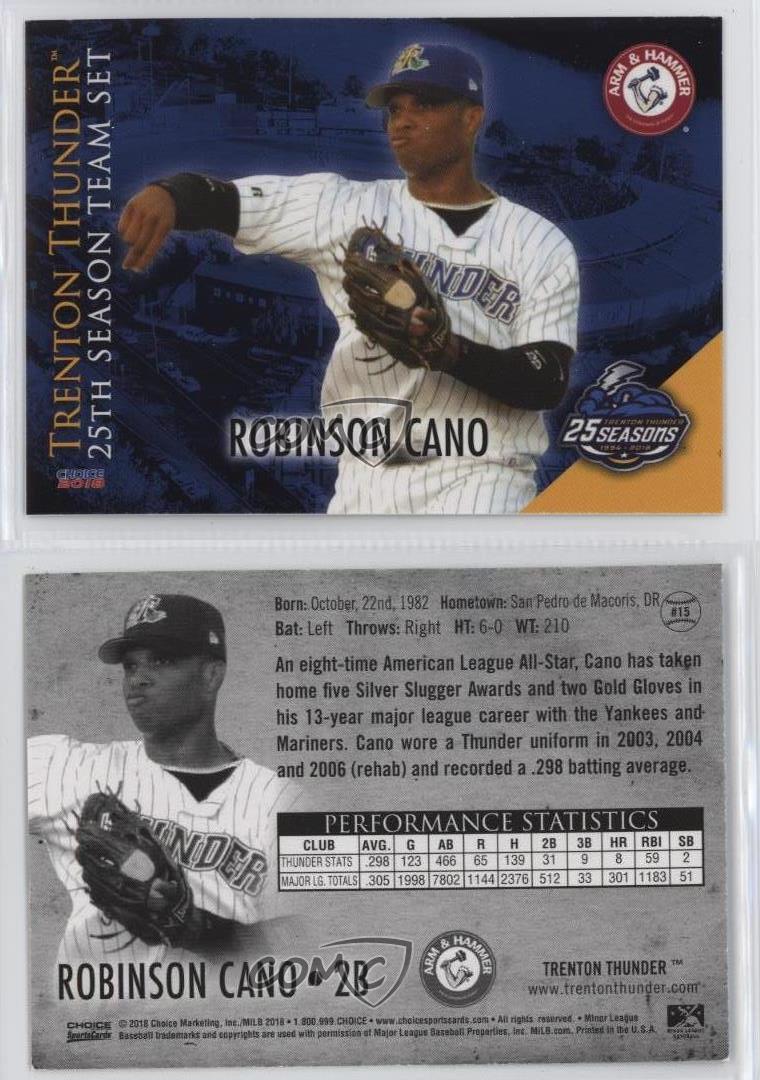 TRENTON THUNDER™
25TH SEASON TEAM SET
CHOICE
2018
ARM & HAMMER
THUNDER
ROBINSON CANO
COMC
TRENTON THUNDER
25 SEASONS
1994 - 2018
Born: October, 22nd, 1982 Hometown: San Pedro de Macoris, DR
#15
Bat: Left Throws: Right HT: 6-0 WT: 210
An eight-time American League All-Star, Cano has taken
home five Silver Slugger Awards and two Gold Gloves in
his 13-year major league career with the Yankees and
Mariners. Cano wore a Thunder uniform in 2003, 2004
and 2006 (rehab) and recorded a .298 batting average.
PERFORMANCE STATISTICS
CLUB AVG. G AB R H 2B 3B HR RBI SB
THUNDER STATS .298 123 466 65 139 31 9 8 59 2
MAJOR LG. TOTALS .305 1998 7802 1144 2376 512 33 301 1183 51
THUNDER
ROBINSON CANO • 2B
COMC
ARM & HAMMER
TRENTON THUNDER ™
www.trentonthunder.com
CHOICE
SportsCards
© 2018 Choice Marketing, Inc./MiLB 2018 • 1.800.999.CHOICE • www.choicesportscards.com • All rights reserved. • Minor League
Baseball trademarks and copyrights are used with permission of Major League Baseball Properties, Inc. MiLB.com. Printed in the U.S.A.